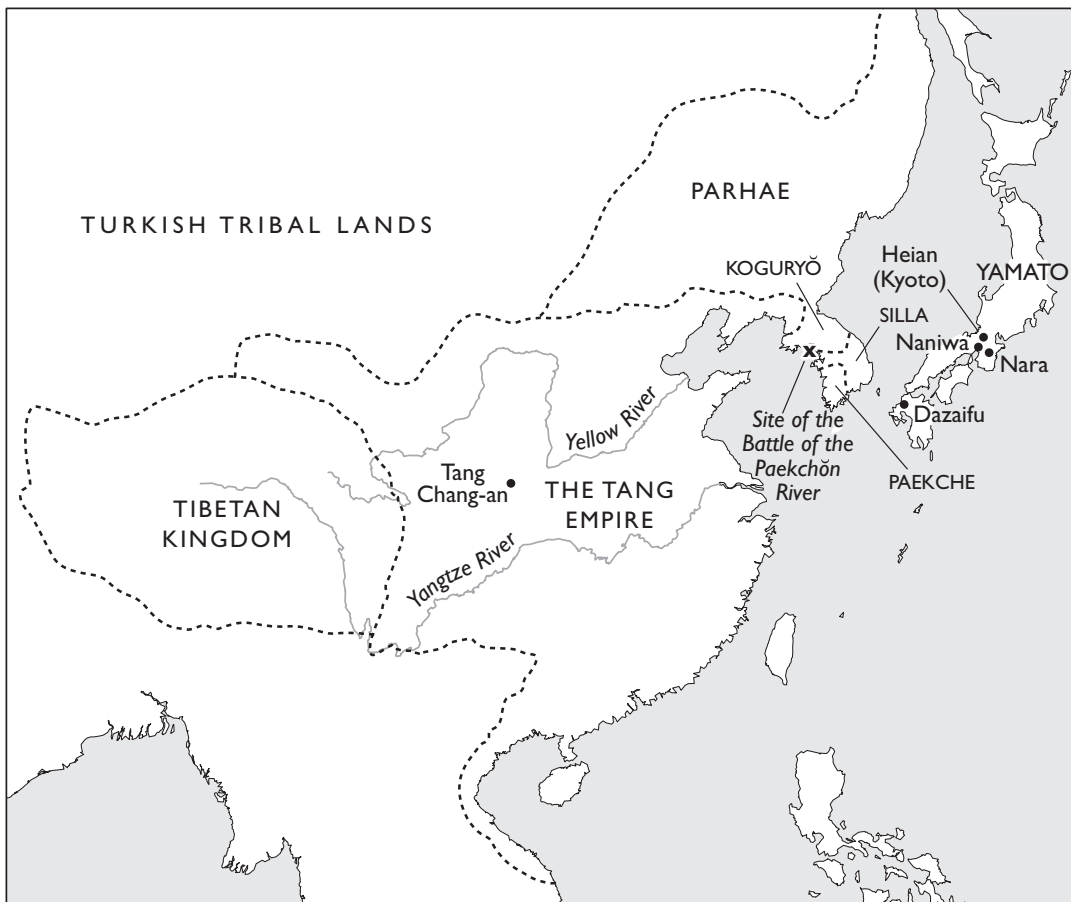 PARHAE
TURKISH TRIBAL LANDS
KOGURYŎ
Heian
(Kyoto)
YAMATO
SILLA
Naniwa
Nara
Dazaifu
Site of the
Battle of the
Paekchŏn
River
PAEKCHE
Yellow River
Tang
Chang-an
THE TANG
EMPIRE
TIBETAN
KINGDOM
Yangtze River
x